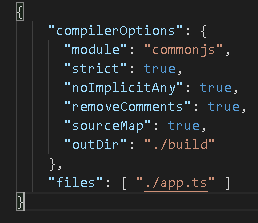 {
"compilerOptions": {
"module": "commonjs",
"strict": true,
"noImplicitAny": true,
"removeComments": true,
"sourceMap": true,
"outDir": "./build"
},
"files": [ "./app.ts" ]
}